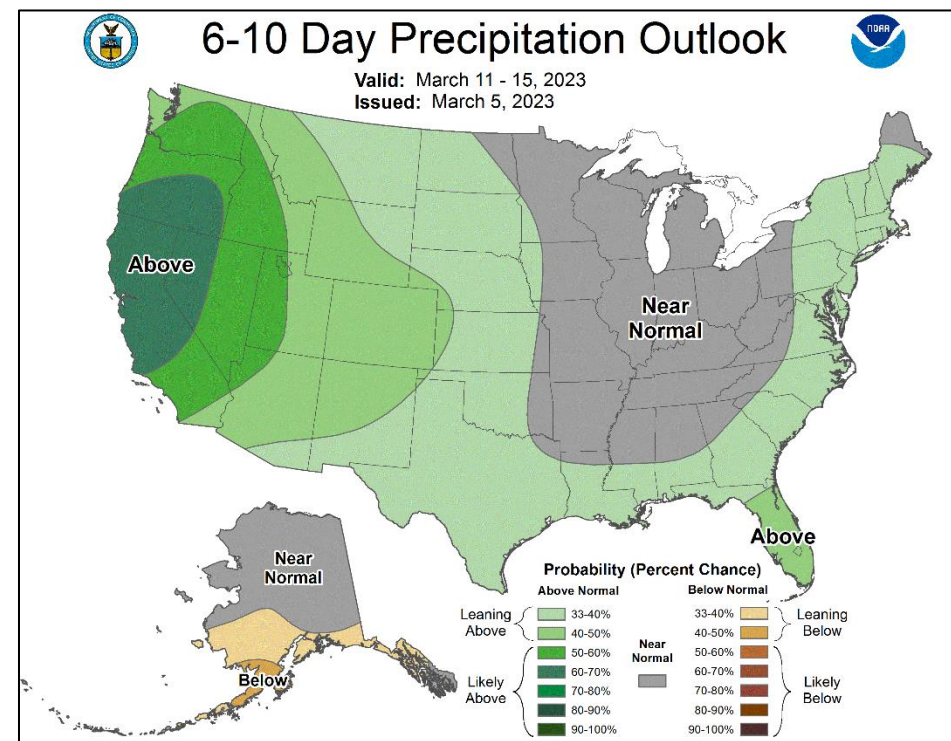 6-10 Day Precipitation Outlook
NOAA
Valid: March 11 - 15, 2023
Issued: March 5, 2023
Above
Near
Normal
Above
Near
Normal
Below
Probability (Percent Chance)
Above Normal
Below Normal
Leaning
Above
33-40%
40-50%
Likely
Above
50-60%
60-70%
70-80%
80-90%
90-100%
Near
Normal
33-40%
40-50%
Leaning
Below
50-60%
60-70%
70-80%
80-90%
90-100%
Likely
Below